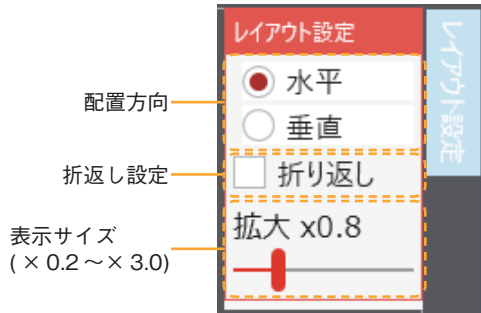 レイアウト設定
水平
垂直
折り返し
拡大 x0.8
レイアウト設定
配置方向
折返し設定
表示サイズ
( × 0.2 ～× 3.0)